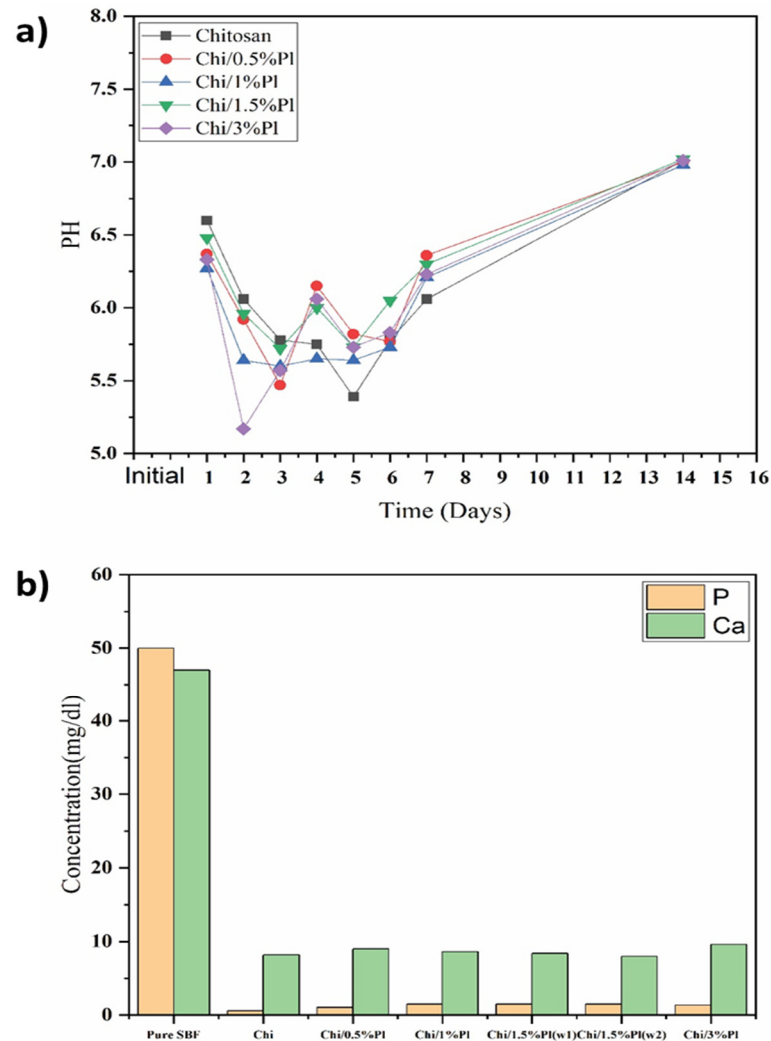 a)
8.0
7.5
7.0
6.5
6.0
5.5
5.0
PH
Chitosan
Chi/0.5%Pl
Chi/1%Pl
Chi/1.5%Pl
Chi/3%Pl
Initial 1 2 3 4 5 6 7 8 9 10 11 12 13 14 15 16
Time (Days)
b)
60
50
40
30
20
10
0
Concentration(mg/dl)
P
Ca
Pure SBF Chi Chi/0.5%Pl Chi/1%Pl Chi/1.5%Pl(w1) Chi/1.5%Pl(w2) Chi/3%Pl